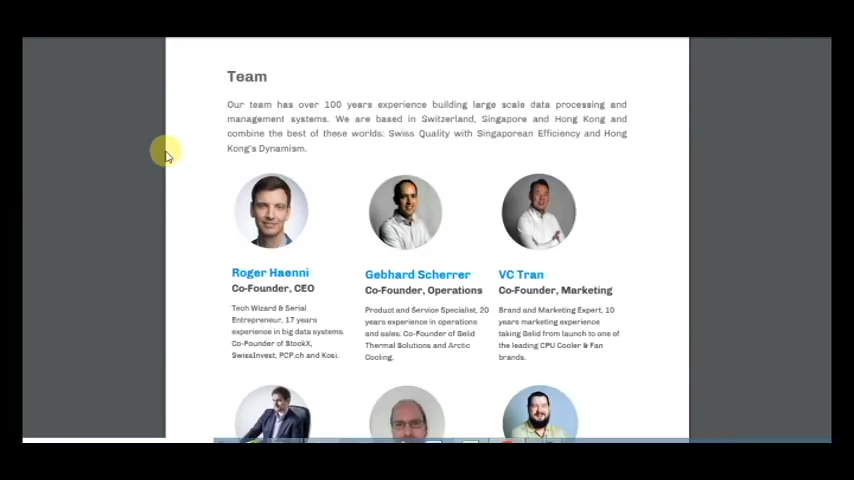 Team
Our team has over 100 years experience building large scale data processing and
management systems. We are based in Switzerland, Singapore and Hong Kong and
combine the best of these worlds: Swiss Quality with Singaporean Efficiency and Hong
Kong's Dynamism.
Roger Haenni
Co-Founder, CEO
Tech Wizard & Serial
Entrepreneur, 17 years
experience in big data systems.
Co-Founder of StockX,
SwissInvest, PCP.ch and Kosi.
Gebhard Scherrer
Co-Founder, Operations
Product and Service Specialist, 20
years experience in operations
and sales. Co-Founder of Gelid
Thermal Solutions and Arctic
Cooling.
VC Tran
Co-Founder, Marketing
Brand and Marketing Expert, 10
years marketing experience
taking Gelid from launch to one of
the leading CPU Cooler & Fan
brands.